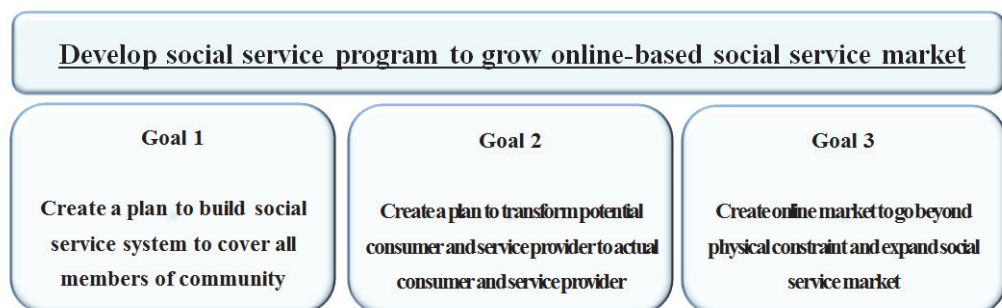 Develop social service program to grow online-based social service market
Goal 1
Create a plan to build social
service system to cover all
members of community
Goal 2
Create a plan to transform potential
consumer and service provider to actual
consumer and service provider
Goal 3
Create online market to go beyond
physical constraint and expand social
service market